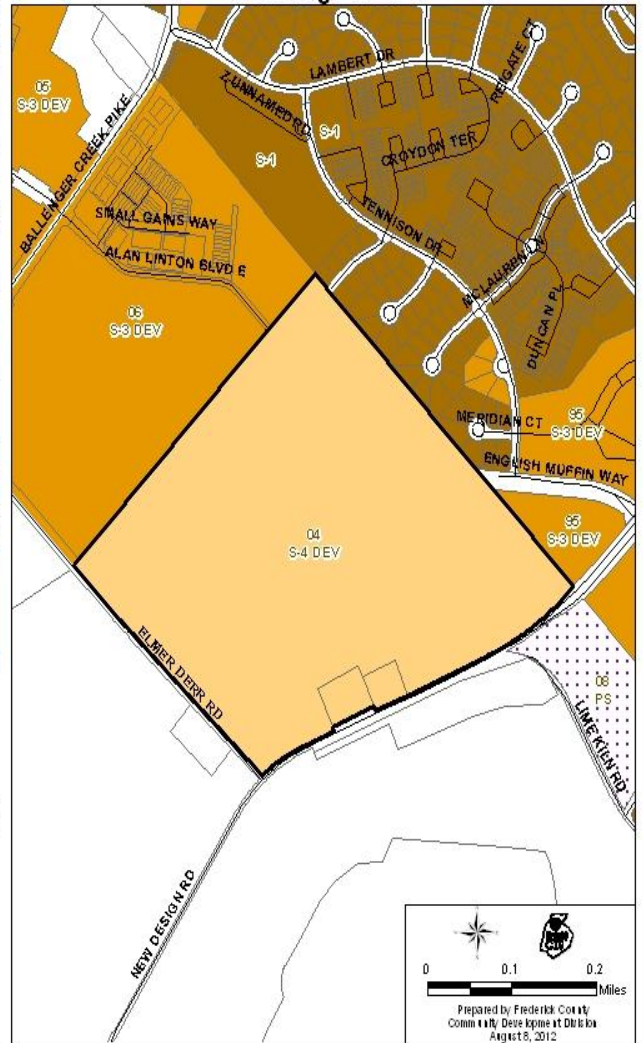 05
S-3 DEV
BALLENGER CREEK PIKE
LAMBERT DR
REIGATE CT
ZUNNAMED RD
S-1
S-1
CROYDON TER
SMALL GAINS WAY
ALAN LINTON BLVD E
TENNISON DR
MCLAUREN LN
DUNCAN PL
06
S-3 DEV
MERIDIAN CT
95
S-3 DEV
ENGLISH MUFFIN WAY
04
S-4 DEV
95
S-3 DEV
ELMER DERR RD
08
PS
LIME KILN RD
NEW DESIGN RD
0 0.1 0.2
Miles
Prepared by Frederick County
Community Development Division
August 8, 2012